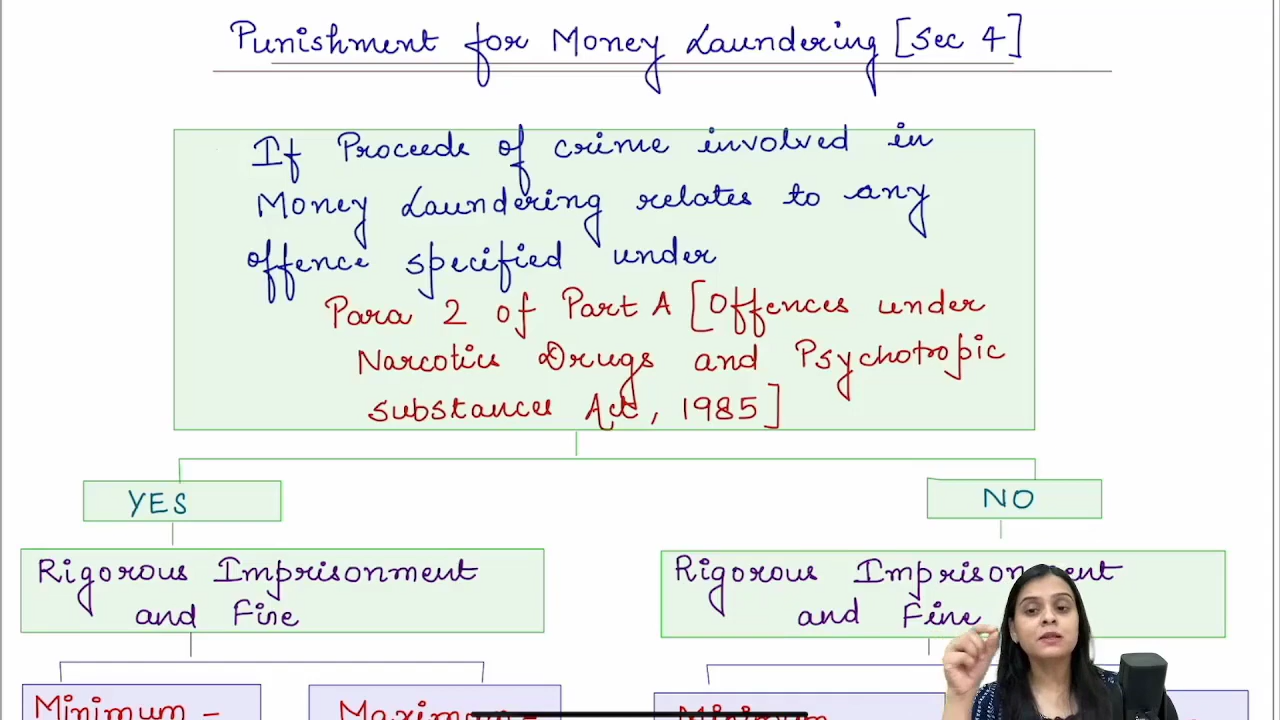 Punishment for Money Laundering [Sec 4]
If Proceeds of crime involved in
Money Laundering relates to any
offence specified under
Para 2 of Part A [Offences under
Narcotics Drugs and Psychotropic
substances Act, 1985]
YES
NO
Rigorous Imprisonment
and Fine
Rigorous Imprisonment
and Fine
Minimum -
Maximum -
Minimum